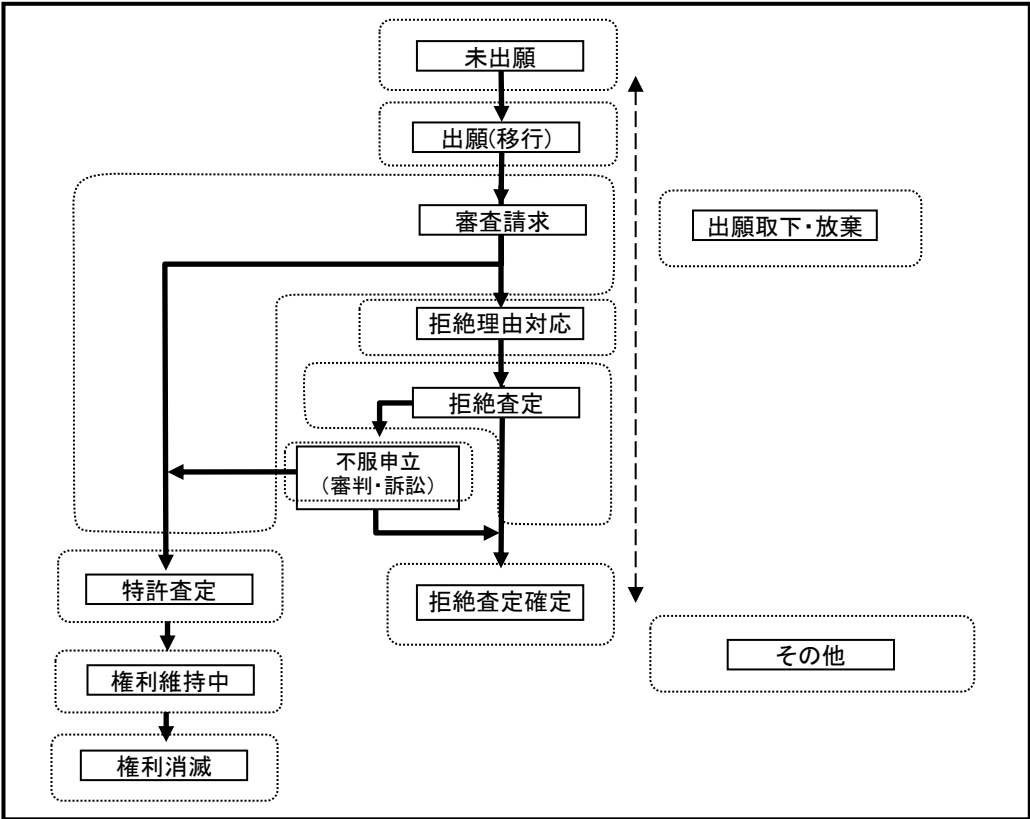 未出願
出願(移行)
審査請求
出願取下・放棄
拒絶理由対応
拒絶査定
不服申立
(審判・訴訟)
特許査定
拒絶査定確定
その他
権利維持中
権利消滅